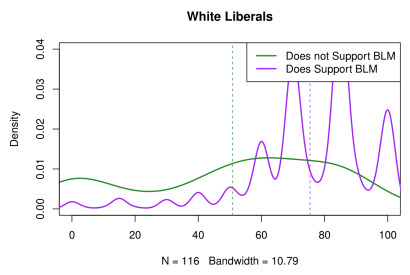 White Liberals
Does not Support BLM
Does Support BLM
Density
0.04
0.03
0.02
0.01
0.00
0 20 40 60 80 100
N = 116 Bandwidth = 10.79